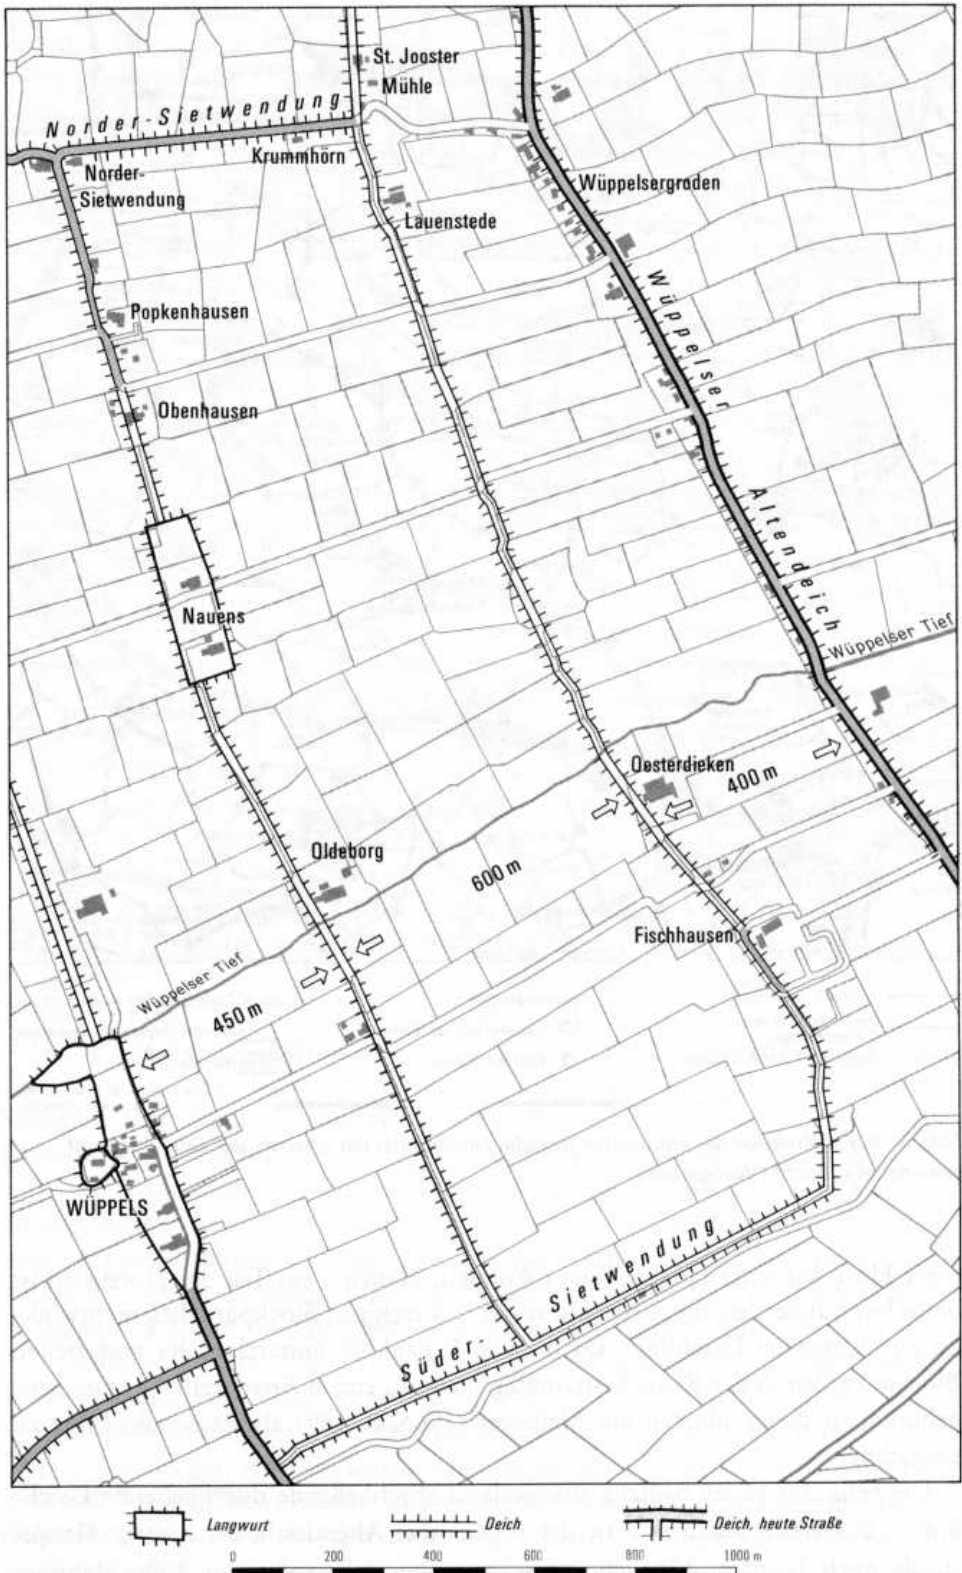 St. Jooster
Mühle
Norder-Sietwendung
Krummhörn
Norder-
Sietwendung
Wüppelsergroden
Lauenstede
Wüppelser Altendeich
Popkenhausen
Obenhausen
Nauens
Wüppelser Tief
Oesterdieken
400 m
Oldeborg
600 m
Fischhausen
Wüppelser Tief
450 m
WÜPPELS
Süder-Sietwendung
Langwurt
Deich
Deich, heute Straße
0 200 400 600 800 1000 m